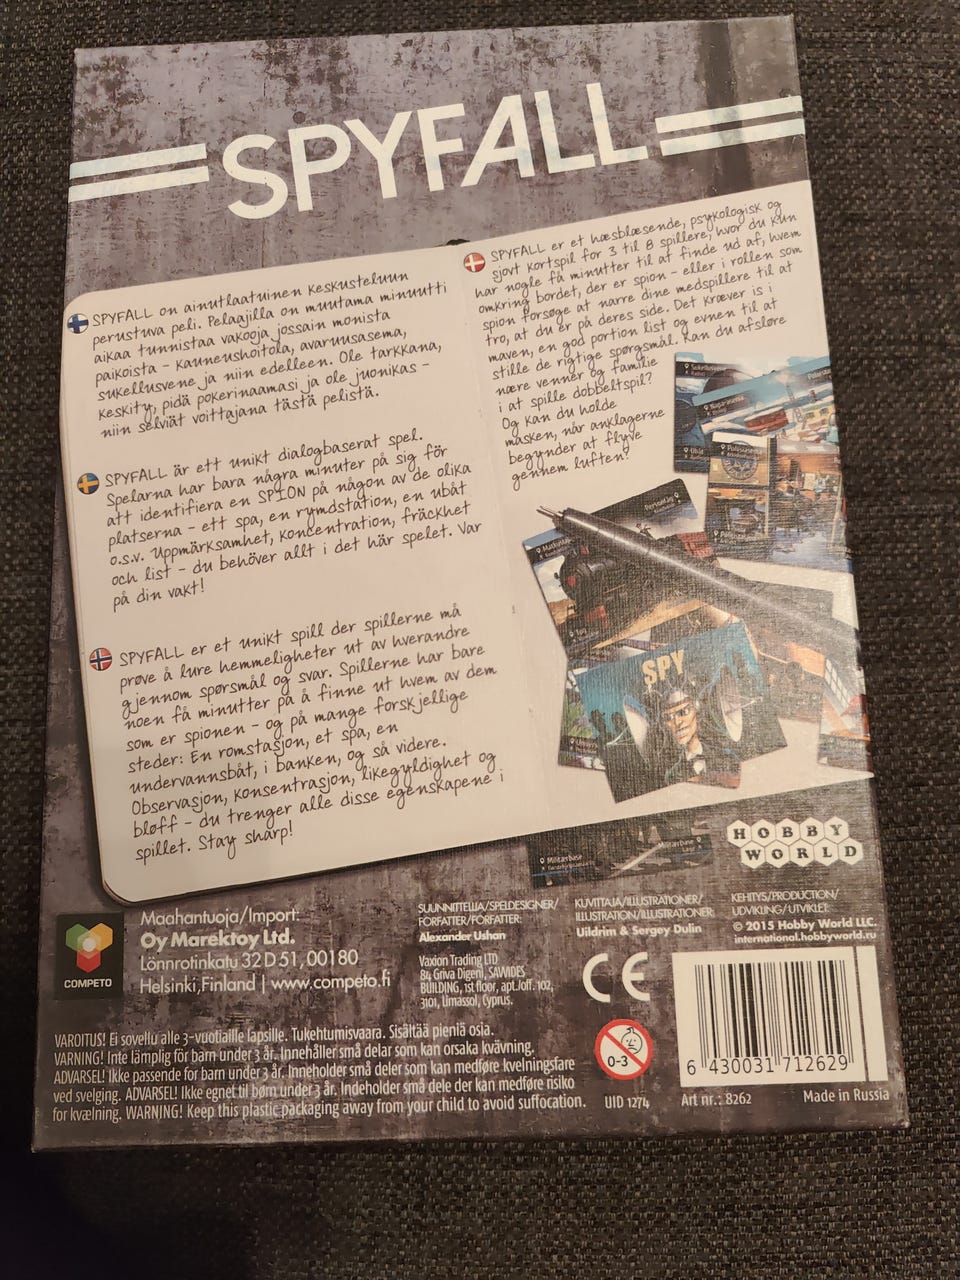 SPYFALL
SPYFALL on ainutlaatuinen keskusteluun
perustuva peli. Pelaajilla on muutama minuutti
aikaa tunnistaa vakooja jossain monista
paikoista - kauneushoitola, avaruusasema,
sukellusvene ja niin edelleen. Ole tarkkana,
keskity, pidä pokerinaamasi ja ole juonikas -
niin selviät voittajana tästä pelistä.
SPYFALL är ett unikt dialogbaserat spel.
Spelarna har bara några minuter på sig för
att identifiera en SPION på någon av de olika
platserna - ett spa, en rymdstation, en ubåt
o.s.v. Uppmärksamhet, koncentration, fräckhet
och list - du behöver allt i det här spelet. Var
på din vakt!
SPYFALL er et unikt spill der spillerne må
prøve å lure hemmeligheter ut av hverandre
gjennom spørsmål og svar. Spillerne har bare
noen få minutter på å finne ut hvem av dem
som er spionen - og på mange forskjellige
steder: En romstasjon, et spa, en
undervannsbåt, i banken, og så videre.
Observasjon, konsentrasjon, likegyldighet og
bløff - du trenger alle disse egenskapene i
spillet. Stay sharp!
SPYFALL er et hæsblæsende, psykologisk og
sjovt kortspil for 3 til 8 spillere, hvor du kun
har nogle få minutter til at finde ud af, hvem
omkring bordet, der er spion - eller i rollen som
spion forsøge at narre dine medspillere til at
tro, at du er på deres side. Det kræver is i
maven, en god portion list og evnen til at
stille de rigtige spørgsmål. Kan du afsløre
nære venner og familie
i at spille dobbeltspil?
Og kan du holde
masken, når anklagerne
begynder at flyve
gennem luften?
SPY
Militärbase
Militærbase
HOBBY
WORLD
COMPETO
Maahantuoja/Import:
Oy Marektoy Ltd.
Lönnrotinkatu 32 D 51, 00180
Helsinki, Finland | www.competo.fi
SUUNNITTELIJA/SPELDESIGNER/
FORFATTER/FORFATTER:
Alexander Ushan
Vaxion Trading LTD
84 Griva Digeni, SAWIDES
BUILDING, 1st floor, apt./off. 102,
3101, Limassol, Cyprus.
KUVITTAJA/ILLUSTRATIONER/
ILLUSTRATION/ILLUSTRATIONER:
Uildrim & Sergey Dulin
KEHITYS/PRODUCTION/
UDVIKLING/UTVIKLET:
© 2015 Hobby World LLC.
international.hobbyworld.ru
CE
VAROITUS! Ei sovellu alle 3-vuotiaille lapsille. Tukehtumisvaara. Sisältää pieniä osia.
VARNING! Inte lämplig för barn under 3 år. Innehåller små delar som kan orsaka kvävning.
ADVARSEL! Ikke passende for barn under 3 år. Inneholder små deler som kan medføre kvelningsfare
ved svelging. ADVARSEL! Ikke egnet til børn under 3 år. Indeholder små dele der kan medføre risiko
for kvælning. WARNING! Keep this plastic packaging away from your child to avoid suffocation.
0-3
UID 1274
6 430031 712629
Art nr.: 8262
Made in Russia